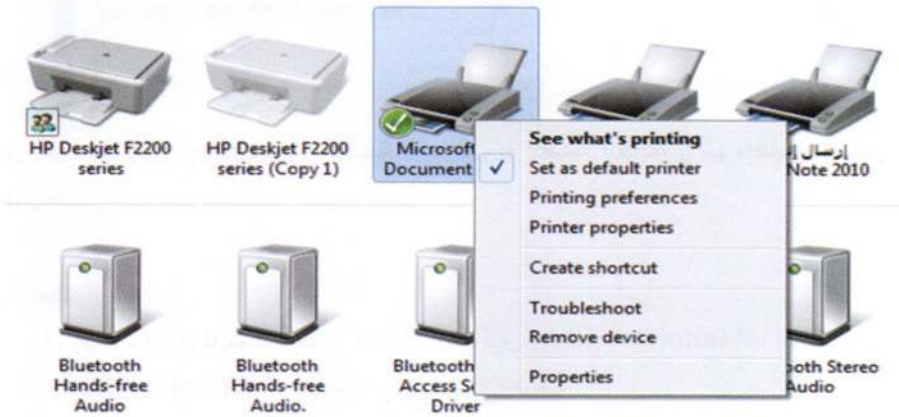 HP Deskjet F2200
series
HP Deskjet F2200
series (Copy 1)
Microsoft
Document
إرسال
Note 2010
See what's printing
Set as default printer
Printing preferences
Printer properties
Create shortcut
Troubleshoot
Remove device
Properties
Bluetooth
Hands-free
Audio
Bluetooth
Hands-free
Audio.
Bluetooth
Access
Driver
Stereo
Audio